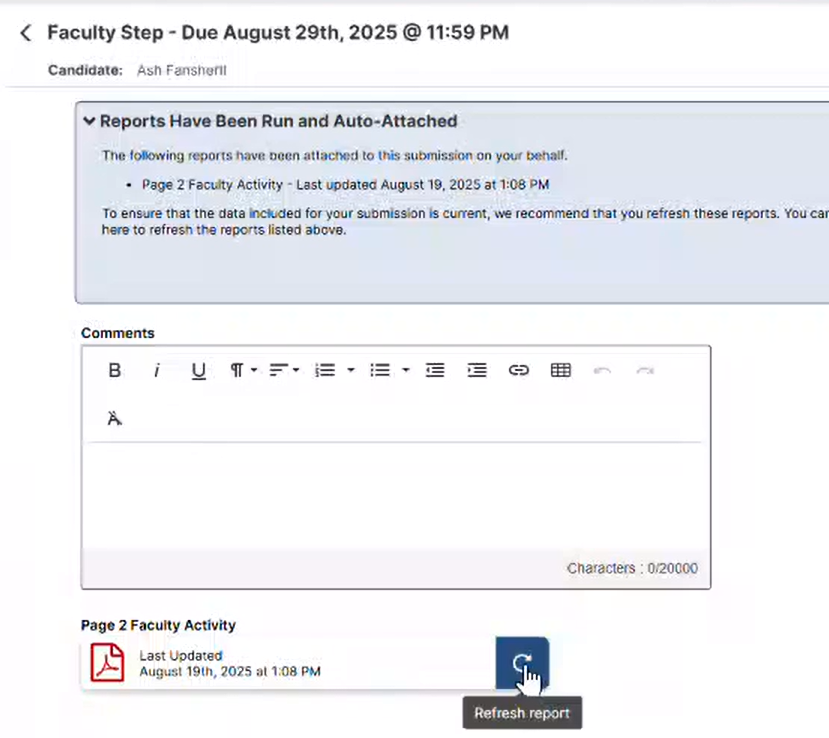 Faculty Step - Due August 29th, 2025 @ 11:59 PM
Candidate: Ash
Reports Have Been Run and Auto-Attached
The following reports have been attached to this submission on your behalf.
• Page 2 Faculty Activity - Last updated August 19, 2025 at 1:08 PM
To ensure that the data included for your submission is current, we recommend that you refresh these reports. You can
here to refresh the reports listed above.
Comments
B i U
Characters : 0/20000
Page 2 Faculty Activity
Last Updated
August 19th, 2025 at 1:08 PM
Refresh report